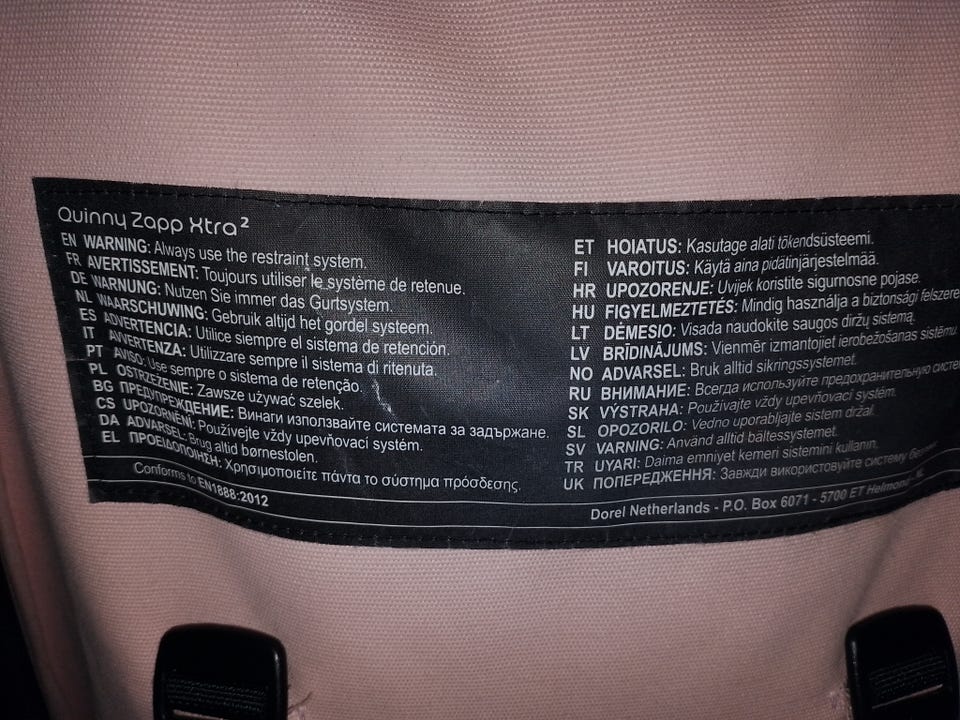 Quinny Zapp Xtra²
EN WARNING: Always use the restraint system.
FR AVERTISSEMENT: Toujours utiliser le système de retenue.
DE WARNUNG: Nutzen Sie immer das Gurtsystem.
NL WAARSCHUWING: Gebruik altijd het gordel systeem.
ES ADVERTENCIA: Utilice siempre el sistema de retención.
IT AVVERTENZA: Utilizzare sempre il sistema di ritenuta.
PT AVISO: Use sempre o sistema de retenção.
PL OSTRZEŻENIE: Zawsze używać szelek.
BG ПРЕДУПРЕЖДЕНИЕ: Винаги използвайте системата за задържане.
CS UPOZORNĚNÍ: Používejte vždy upevňovací systém.
DA ADVARSEL: Brug altid børnestolen.
EL ΠΡΟΕΙΔΟΠΟΙΗΣΗ: Χρησιμοποιείτε πάντα το σύστημα πρόσδεσης.
Conforms to EN1888:2012
ET HOIATUS: Kasutage alati tõkendsüsteemi.
FI VAROITUS: Käytä aina pidätinjärjestelmää.
HR UPOZORENJE: Uvijek koristite sigurnosne pojase.
HU FIGYELMEZTETÉS: Mindig használja a biztonsági felszere
LT DĖMESIO: Visada naudokite saugos diržų sistemą.
LV BRĪDINĀJUMS: Vienmēr izmantojiet ierobežošanas sistēmu.
NO ADVARSEL: Bruk alltid sikringssystemet.
RU ВНИМАНИЕ: Всегда используйте предохранительную систе
SK VÝSTRAHA: Používajte vždy upevňovací systém.
SL OPOZORILO: Vedno uporabljajte sistem držal.
SV VARNING: Använd alltid bältessystemet.
TR UYARI: Daima emniyet kemeri sistemini kullanın.
UK ПОПЕРЕДЖЕННЯ: Завжди використовуйте систему
Dorel Netherlands - P.O. Box 6071 - 5700 ET Helmond - NL